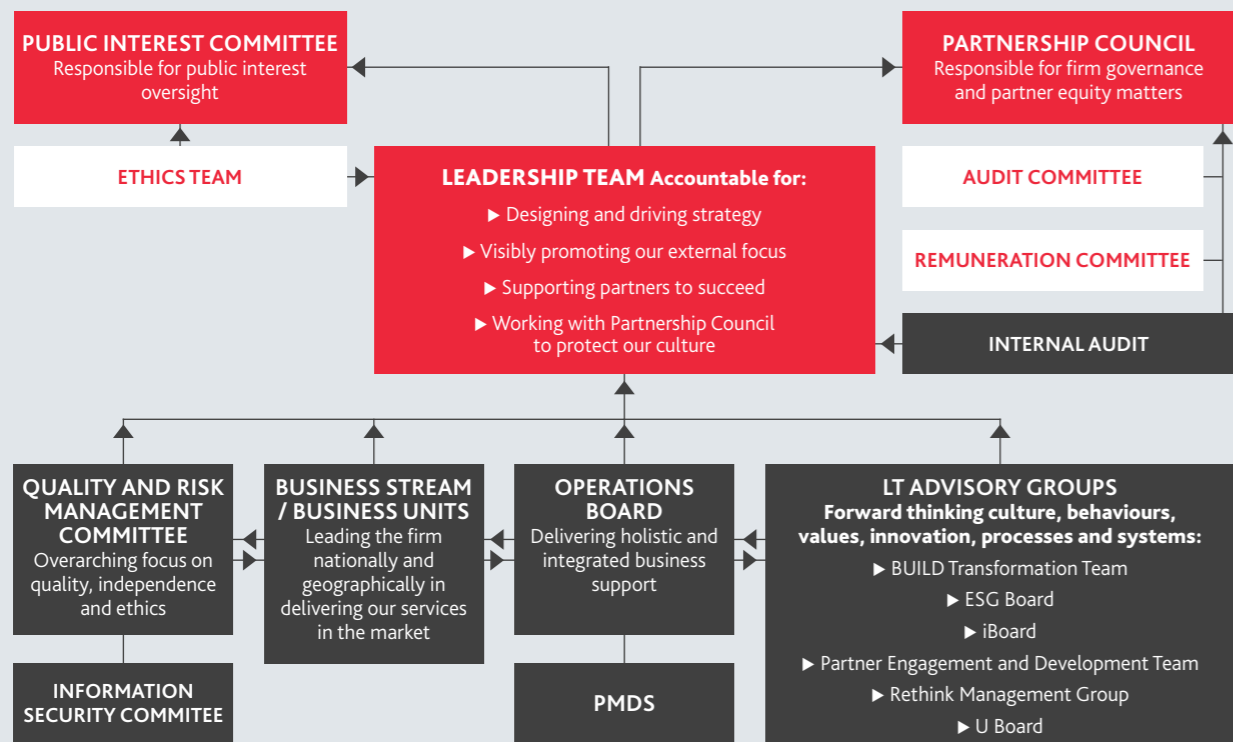 PUBLIC INTEREST COMMITTEE
Responsible for public interest
oversight
PARTNERSHIP COUNCIL
Responsible for firm governance
and partner equity matters
ETHICS TEAM
LEADERSHIP TEAM Accountable for:
▶ Designing and driving strategy
▶ Visibly promoting our external focus
▶ Supporting partners to succeed
▶ Working with Partnership Council
to protect our culture
AUDIT COMMITTEE
REMUNERATION COMMITTEE
INTERNAL AUDIT
QUALITY AND RISK
MANAGEMENT
COMMITTEE
Overarching focus on
quality, independence
and ethics
BUSINESS STREAM
/ BUSINESS UNITS
Leading the firm
nationally and
geographically in
delivering our services
in the market
OPERATIONS
BOARD
Delivering holistic and
integrated business
support
LT ADVISORY GROUPS
Forward thinking culture, behaviours,
values, innovation, processes and systems:
▶ BUILD Transformation Team
▶ ESG Board
▶ iBoard
▶ Partner Engagement and Development Team
▶ Rethink Management Group
▶ U Board
INFORMATION
SECURITY COMMITEE
PMDS